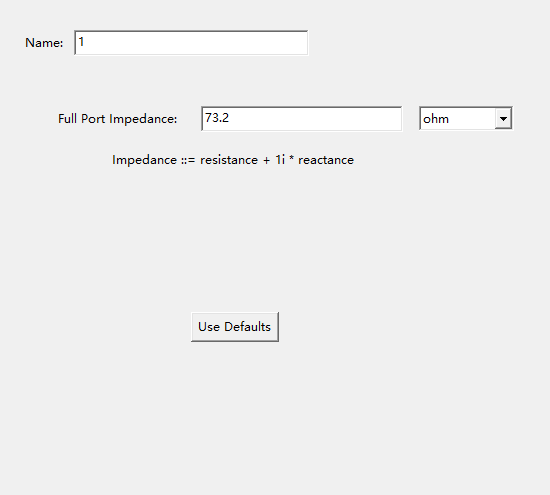 Name: 1
Full Port Impedance: 73.2 ohm
Impedance ::= resistance + 1i * reactance
Use Defaults